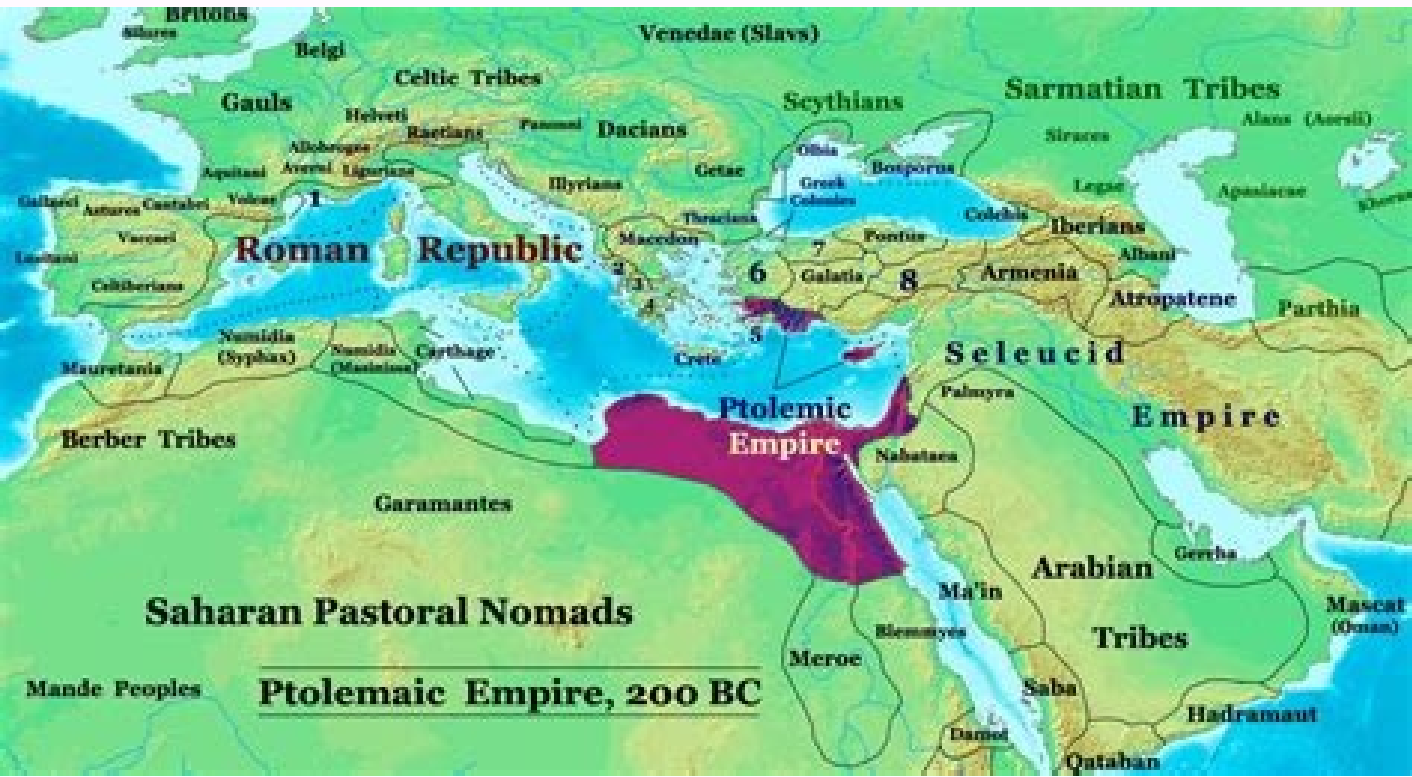 Britons
Silures
Venedae (Slavs)
Belgi
Celtic Tribes
Sarmatian Tribes
Gauls
Scythians
Helveti
Alans (Aorsii)
Raetians
Pannoni
Dacians
Siraces
Allobroges
Olbia
Averni
Ligurians
Getae
Bosporus
Aquitani
Illyrians
Greek
Colonies
Legae
Apasiacae
Gallaeci
Astures
Cantabri
Volcae
1
Thracians
Colchis
Iberians
Vaccaei
Macedon
Pontus
Roman Republic
7
Albani
Lusitani
2
6
Galatia
8
Armenia
Celtiberians
3
4
Atropatene
Parthia
Numidia
(Syphax)
5
Numidia
(Masinissa)
Carthage
Crete
Seleucid
Mauretania
Palmyra
Ptolemic
Empire
Empire
Berber Tribes
Nabataea
Garamantes
Gerrha
Arabian
Tribes
Ma'in
Saharan Pastoral Nomads
Mascat
(Oman)
Blemmyes
Meroe
Mande Peoples
Ptolemaic Empire, 200 BC
Saba
Hadramaut
Damot
Qataban